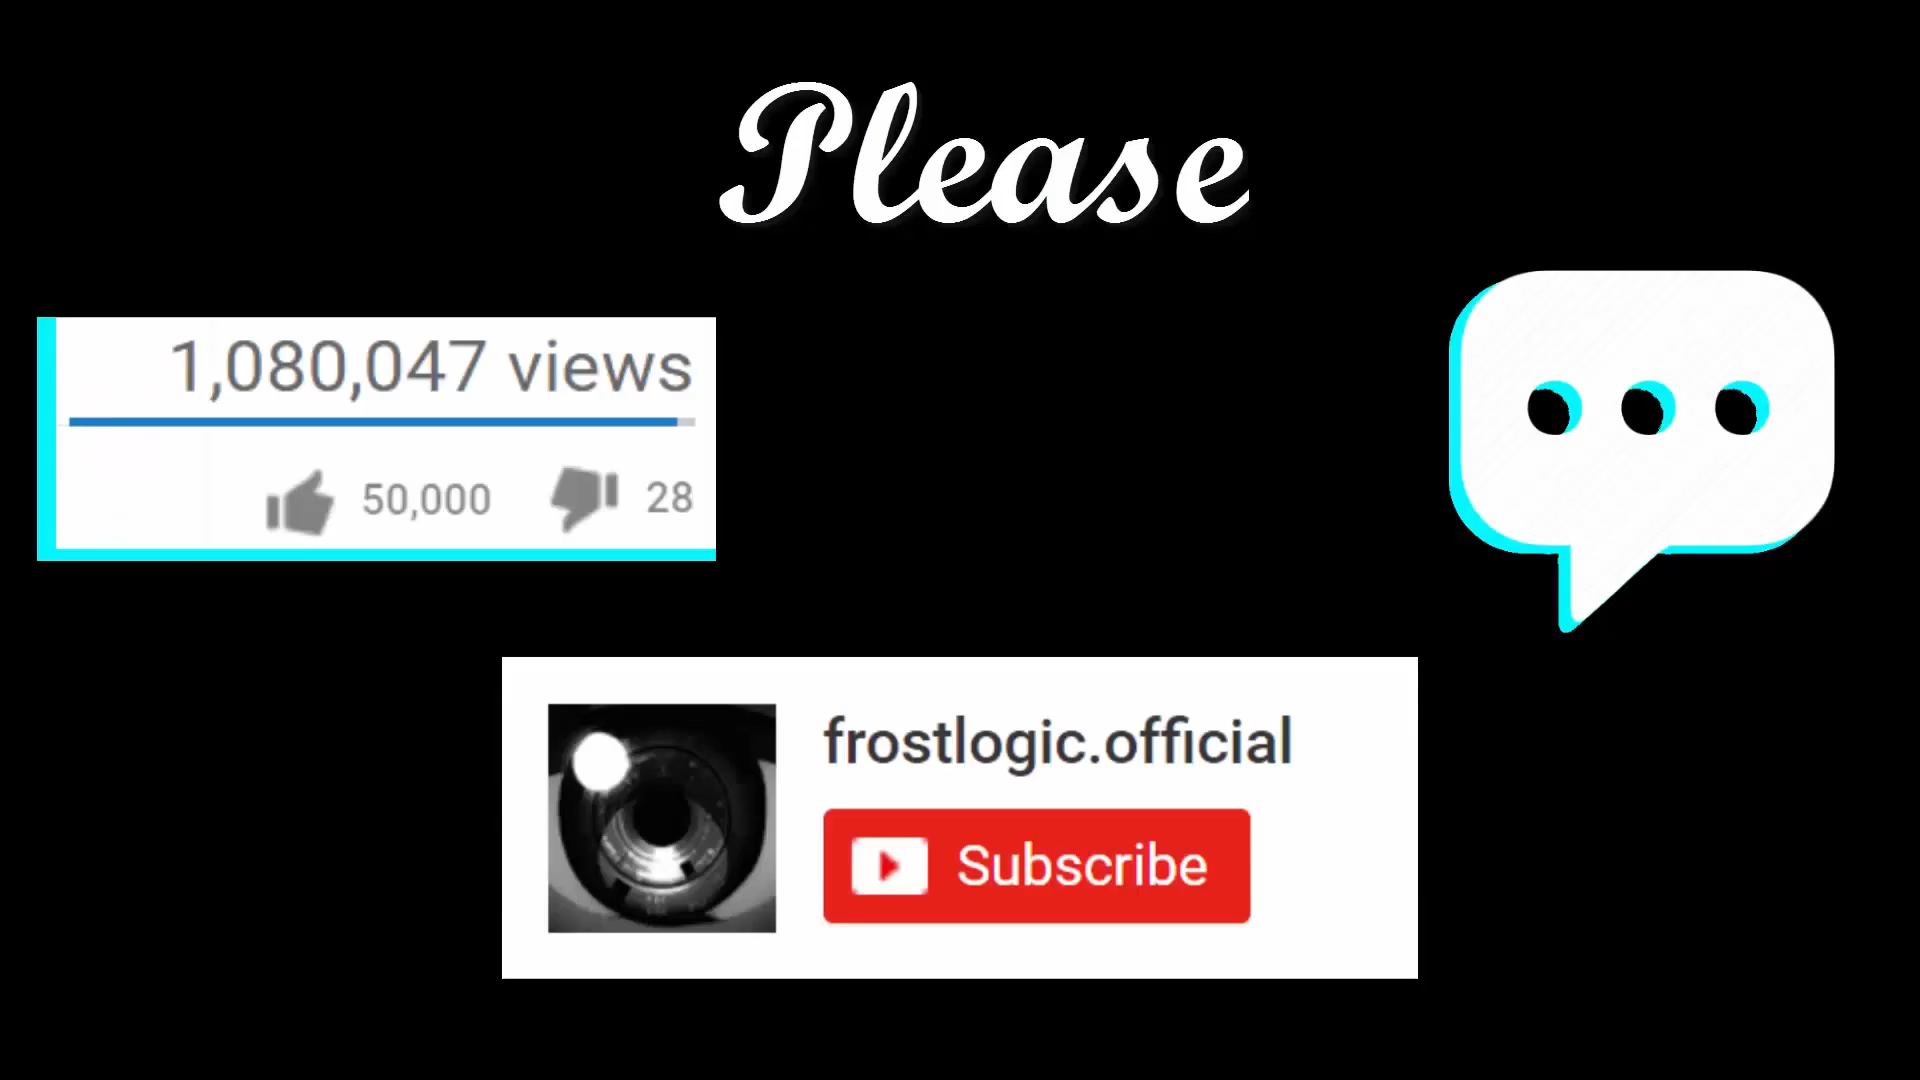 Please
1,080,047 views
50,000 28
frostlogic.official
Subscribe